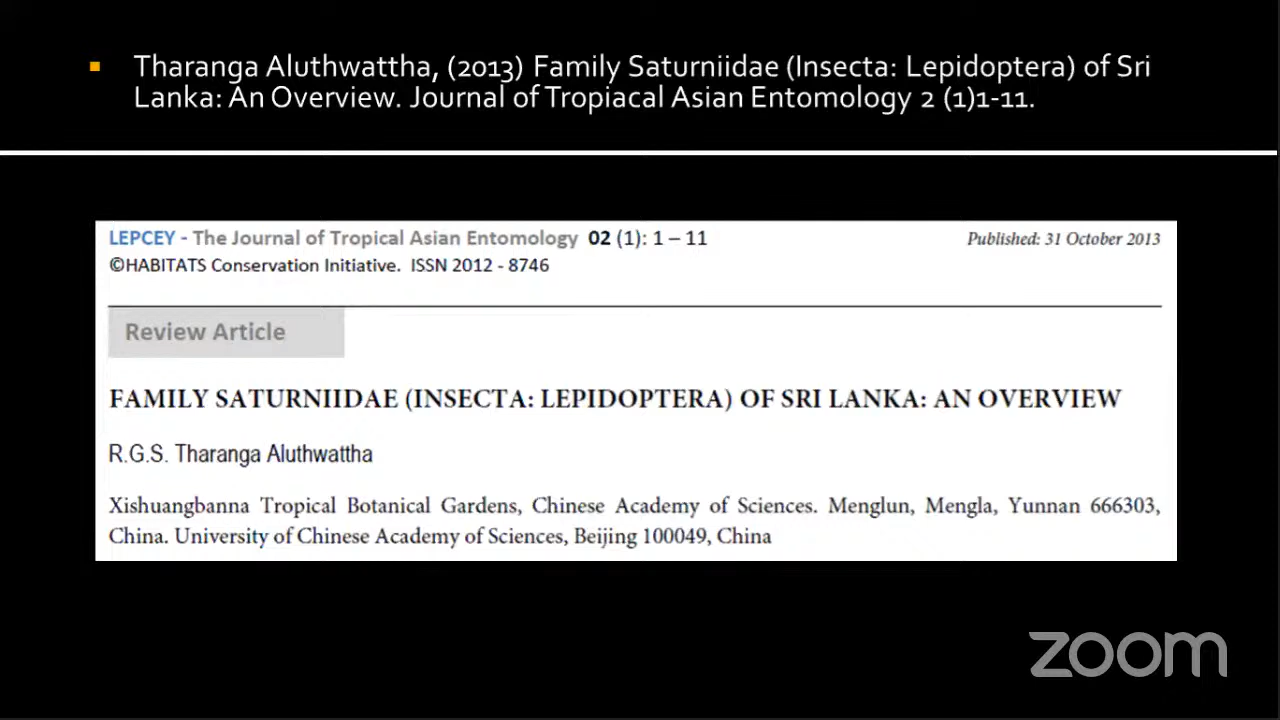 Tharanga Aluthwattha, (2013) Family Saturniidae (Insecta: Lepidoptera) of Sri
Lanka: An Overview. Journal of Tropiacal Asian Entomology 2 (1)1-11.
LEPCEY - The Journal of Tropical Asian Entomology 02 (1): 1 – 11
Published: 31 October 2013
©HABITATS Conservation Initiative. ISSN 2012 - 8746
Review Article
FAMILY SATURNIIDAE (INSECTA: LEPIDOPTERA) OF SRI LANKA: AN OVERVIEW
R.G.S. Tharanga Aluthwattha
Xishuangbanna Tropical Botanical Gardens, Chinese Academy of Sciences. Menglun, Mengla, Yunnan 666303,
China. University of Chinese Academy of Sciences, Beijing 100049, China
zoom